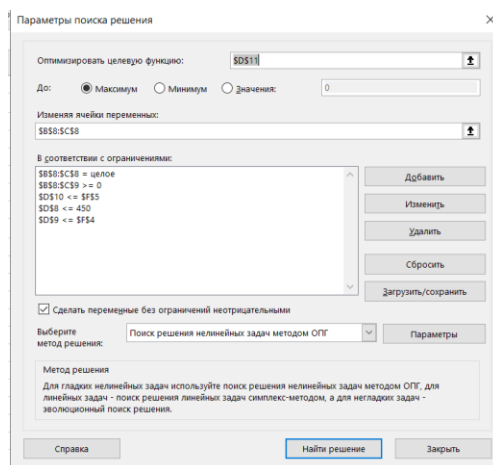 Параметры поиска решения
Оптимизировать целевую функцию: $D$11
До: Максимум Минимум Значения: 0
Изменяя ячейки переменных:
$B$8:$C$8
В соответствии с ограничениями:
$B$8:$C$8 = целое
$B$8:$C$9 >= 0
$D$10 <= $F$5
$D$8 <= 450
$D$9 <= $F$4
Добавить
Изменить
Удалить
Сбросить
Загрузить/сохранить
Сделать переменные без ограничений неотрицательными
Выберите
метод решения:
Поиск решения нелинейных задач методом ОПГ
Параметры
Метод решения
Для гладких нелинейных задач используйте поиск решения нелинейных задач методом ОПГ, для
линейных задач - поиск решения линейных задач симплекс-методом, а для негладких задач -
эволюционный поиск решения.
Справка
Найти решение
Закрыть